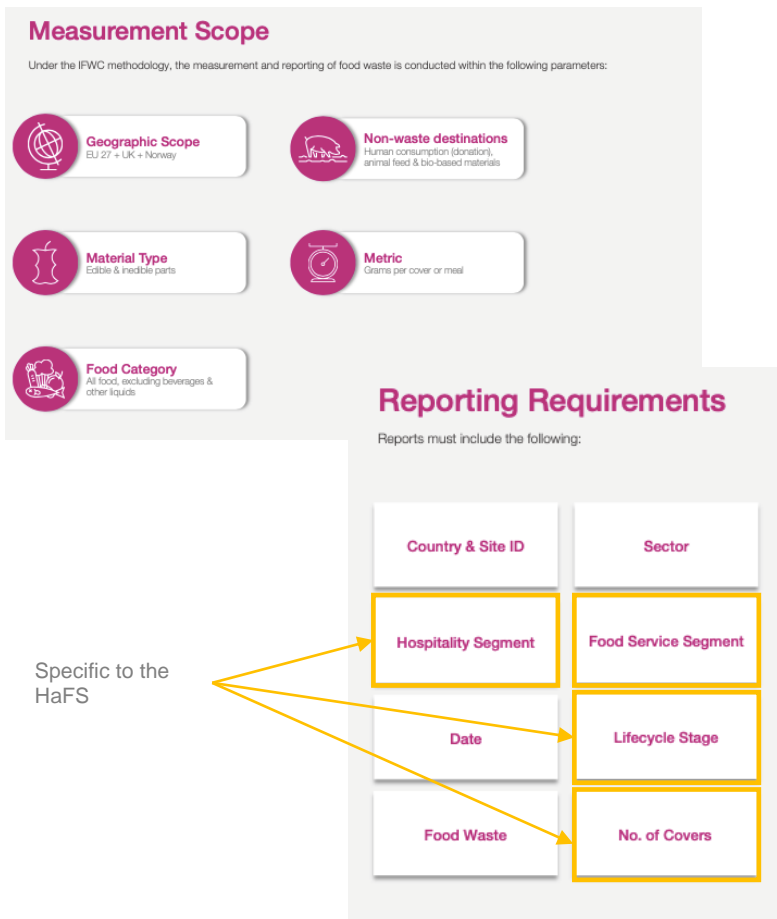 Measurement Scope
Under the IFWC methodology, the measurement and reporting of food waste is conducted within the following parameters:
Geographic Scope
EU 27 + UK + Norway
Non-waste destinations
Human consumption (donation),
animal feed & bio-based materials
Material Type
Edible & inedible parts
Metric
Grams per cover or meal
Food Category
All food, excluding beverages &
other liquids
Reporting Requirements
Reports must include the following:
Country & Site ID
Sector
Hospitality Segment
Food Service Segment
Specific to the
HaFS
Date
Lifecycle Stage
Food Waste
No. of Covers